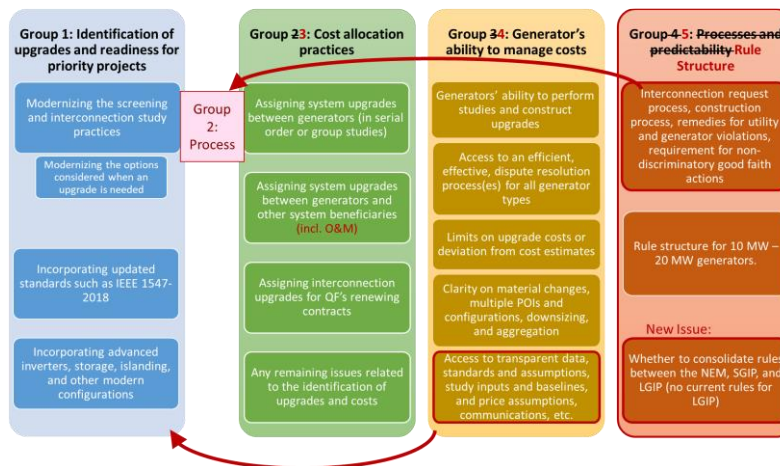 Group 1: Identification of
upgrades and readiness for
priority projects
Modernizing the screening
and interconnection study
practices
Modernizing the options
considered when an
upgrade is needed
Incorporating updated
standards such as IEEE 1547-
2018
Incorporating advanced
inverters, storage, islanding,
and other modern
configurations
Group
2:
Process
Group 23: Cost allocation
practices
Assigning system upgrades
between generators (in serial
order or group studies)
Assigning system upgrades
between generators and
other system beneficiaries
(incl. O&M)
Assigning interconnection
upgrades for QF's renewing
contracts
Any remaining issues
related to the identification
of upgrades and costs
Group 34: Generator's
ability to manage costs
Generators' ability to perform
studies and construct
upgrades
Access to an efficient,
effective, dispute resolution
process(es) for all generator
types
Limits on upgrade costs or
deviation from cost estimates
Clarity on material changes,
multiple POIs and
configurations, downsizing,
and aggregation
Access to transparent data,
standards and assumptions,
study inputs and baselines,
and price assumptions,
communications, etc.
Group 4 5: Processes and
predictability Rule
Structure
Interconnection request
process, construction
process, remedies for utility
and generator violations,
requirement for non-
discriminatory good faith
actions
Rule structure for 10 MW –
20 MW generators.
New Issue:
Whether to consolidate rules
between the NEM, SGIP, and
LGIP (no current rules for
LGIP)